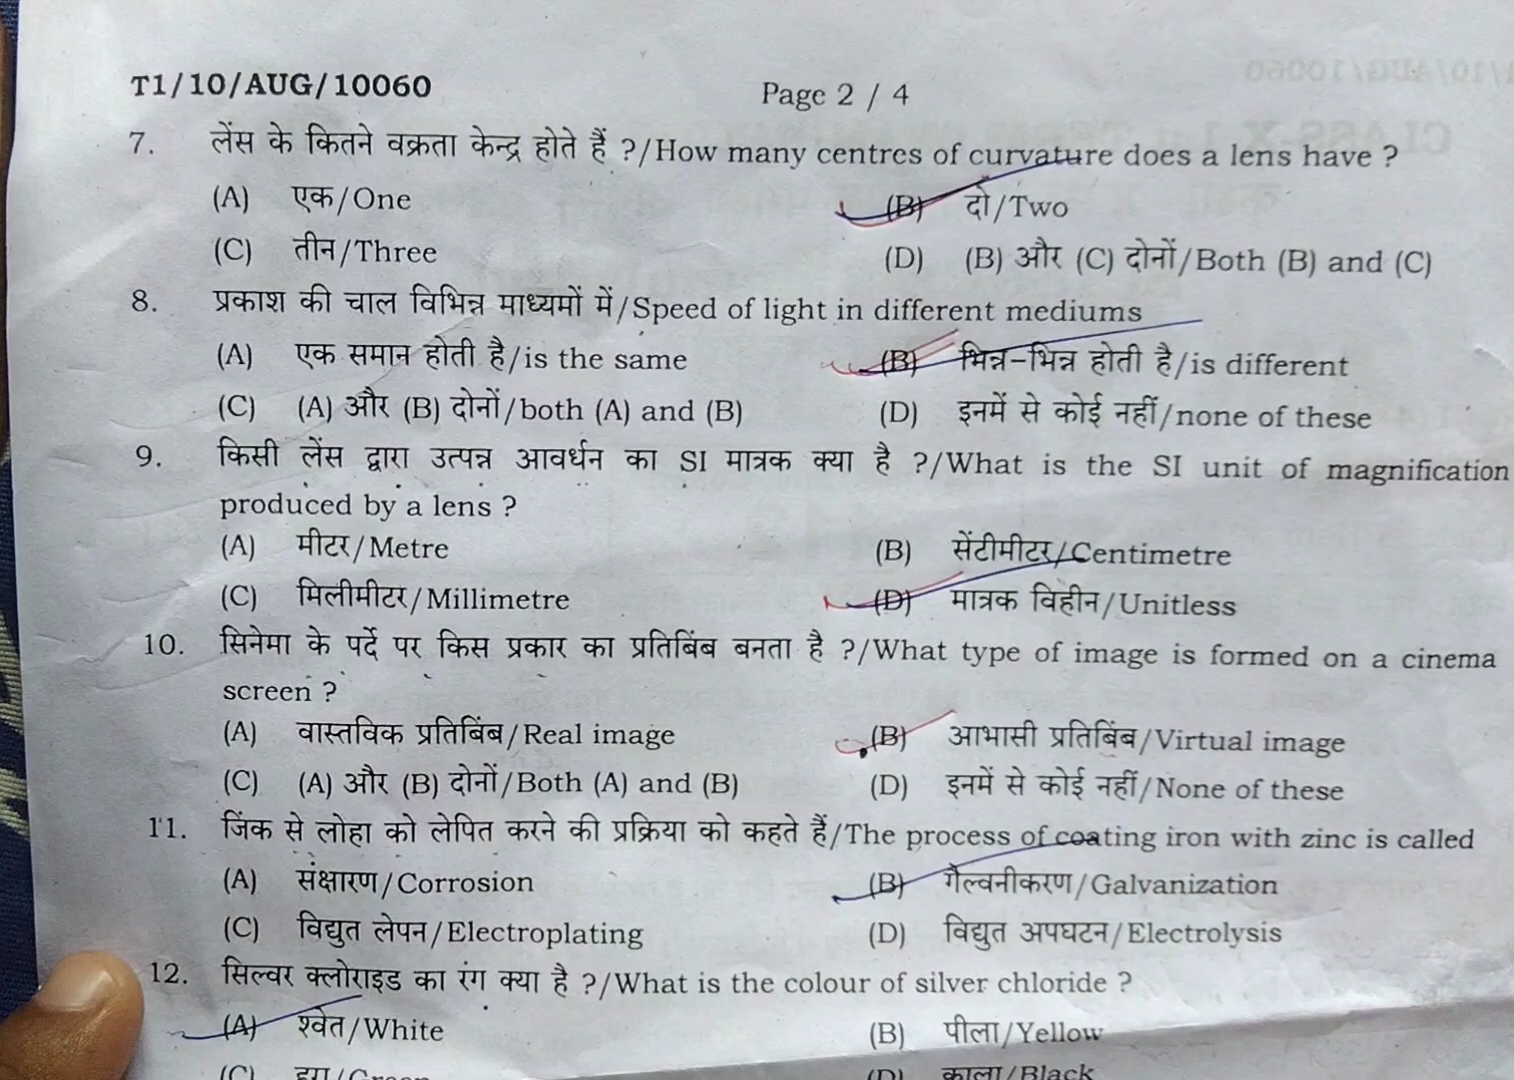 T1/10/AUG/10060 Page 2 / 4
7. लेंस के कितने वक्रता केन्द्र होते हैं ?/How many centres of curvature does a lens have ?
(A) एक/One (B) दो/Two
(C) तीन/Three (D) (B) और (C) दोनों/Both (B) and (C)
8. प्रकाश की चाल विभिन्न माध्यमों में/Speed of light in different mediums
(A) एक समान होती है/is the same (B) भिन्न-भिन्न होती है/is different
(C) (A) और (B) दोनों/both (A) and (B) (D) इनमें से कोई नहीं/none of these
9. किसी लेंस द्वारा उत्पन्न आवर्धन का SI मात्रक क्या है ?/What is the SI unit of magnification
produced by a lens ?
(A) मीटर/Metre (B) सेंटीमीटर/Centimetre
(C) मिलीमीटर/Millimetre (D) मात्रक विहीन/Unitless
10. सिनेमा के पर्दे पर किस प्रकार का प्रतिबिंब बनता है ?/What type of image is formed on a cinema
screen ?
(A) वास्तविक प्रतिबिंब/Real image (B) आभासी प्रतिबिंब/Virtual image
(C) (A) और (B) दोनों/Both (A) and (B) (D) इनमें से कोई नहीं/None of these
11. जिंक से लोहा को लेपित करने की प्रक्रिया को कहते हैं/The process of coating iron with zinc is called
(A) संक्षारण/Corrosion (B) गैल्वनीकरण/Galvanization
(C) विद्युत लेपन/Electroplating (D) विद्युत अपघटन/Electrolysis
12. सिल्वर क्लोराइड का रंग क्या है ?/What is the colour of silver chloride ?
(A) श्वेत/White (B) पीला/Yellow
(C) हरा/Green (D) काला/Black